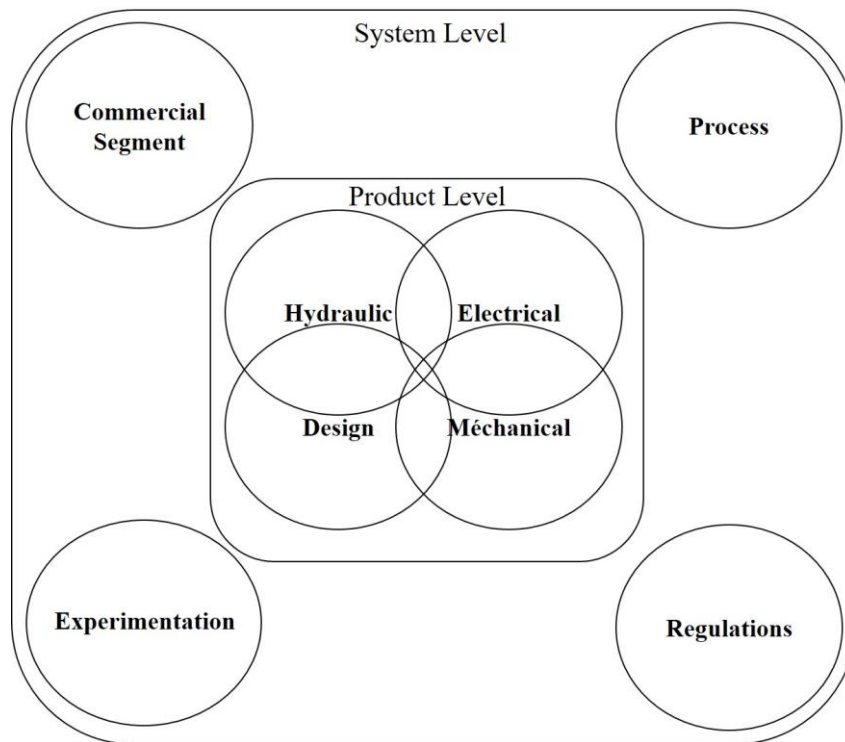 System Level
Commercial
Segment
Process
Product Level
Hydraulic
Electrical
Design
Méchanical
Experimentation
Regulations